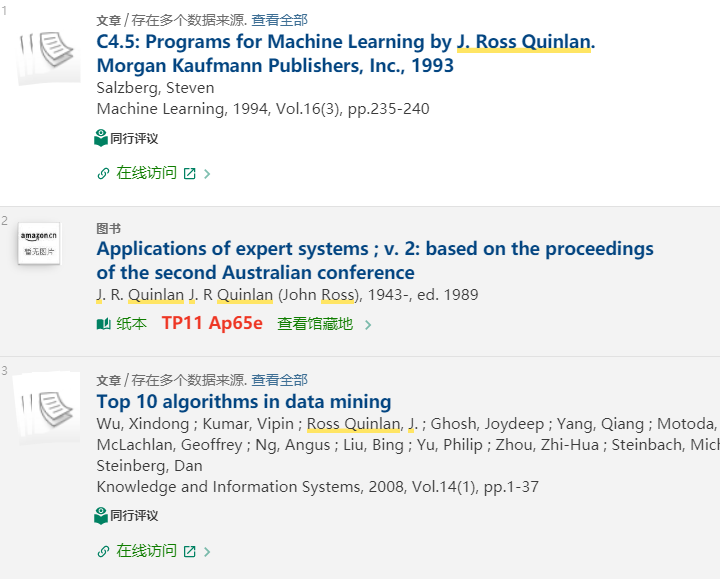 1
文章 / 存在多个数据来源. 查看全部
C4.5: Programs for Machine Learning by J. Ross Quinlan.
Morgan Kaufmann Publishers, Inc., 1993
Salzberg, Steven
Machine Learning, 1994, Vol.16(3), pp.235-240
同行评议
在线访问
2
amazon.cn
暂无图片
图书
Applications of expert systems ; v. 2: based on the proceedings
of the second Australian conference
J. R. Quinlan J. R Quinlan (John Ross), 1943-, ed. 1989
纸本 TP11 Ap65e 查看馆藏地
3
文章 / 存在多个数据来源. 查看全部
Top 10 algorithms in data mining
Wu, Xindong ; Kumar, Vipin ; Ross Quinlan, J. ; Ghosh, Joydeep ; Yang, Qiang ; Motoda,
McLachlan, Geoffrey ; Ng, Angus ; Liu, Bing ; Yu, Philip ; Zhou, Zhi-Hua ; Steinbach, Mich
Steinberg, Dan
Knowledge and Information Systems, 2008, Vol.14(1), pp.1-37
同行评议
在线访问